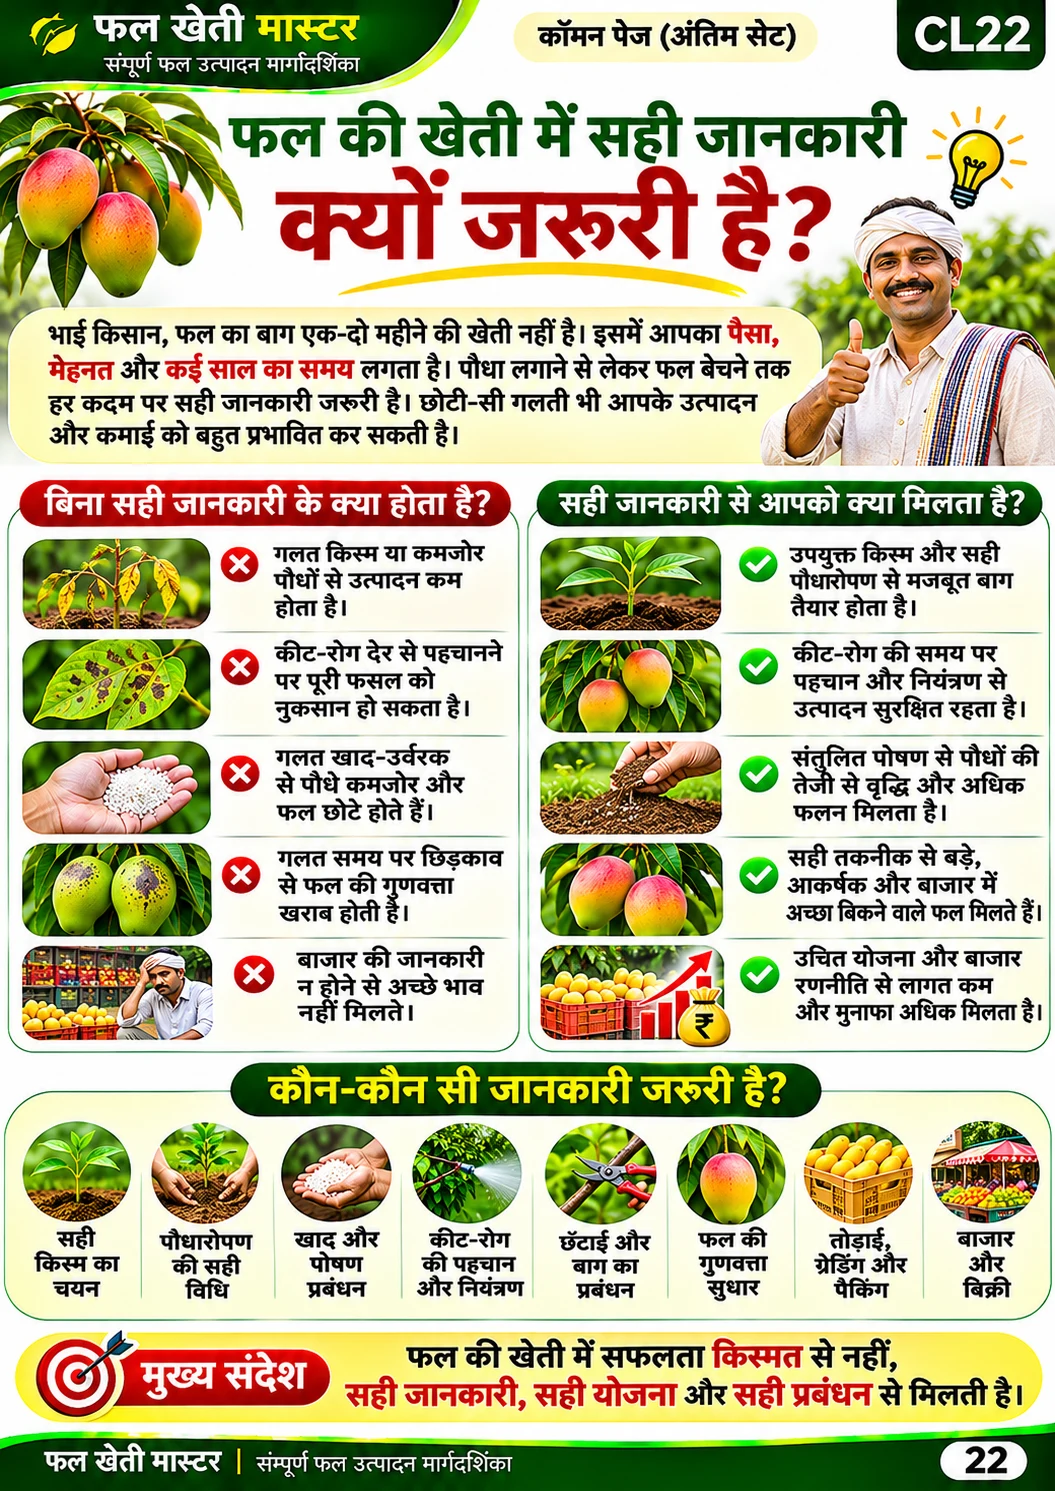 फल खेती मास्टर
संपूर्ण फल उत्पादन मार्गादर्शिका
कॉमन पेज (अंतिम सेट)
CL22
फल की खेती में सही जानकारी
क्यों जरूरी है?
भाई किसान, फल का बाग एक-दो महीने की खेती नहीं है। इसमें आपका पैसा,
मेहनत और कई साल का समय लगता है। पौधा लगाने से लेकर फल बेचने तक
हर कदम पर सही जानकारी जरूरी है। छोटी-सी गलती भी आपके उत्पादन
और कमाई को बहुत प्रभावित कर सकती है।
बिना सही जानकारी के क्या होता है?
गलत किस्म या कमजोर
पौधों से उत्पादन कम
होता है।
कीट-रोग देर से पहचानने
पर पूरी फसल को
नुकसान हो सकता है।
गलत खाद-उर्वरक
से पौधे कमजोर और
फल छोटे होते हैं।
गलत समय पर छिड़काव
से फल की गुणवत्ता
खराब होती है।
बाजार की जानकारी
न होने से अच्छे भाव
नहीं मिलते।
सही जानकारी से आपको क्या मिलता है?
उपयुक्त किस्म और सही
पौधारोपण से मजबूत बाग
तैयार होता है।
कीट-रोग की समय पर
पहचान और नियंत्रण से
उत्पादन सुरक्षित रहता है।
संतुलित पोषण से पौधों की
तेजी से वृद्धि और अधिक
फलन मिलता है।
सही तकनीक से बड़े,
आकर्षक और बाजार में
अच्छा बिकने वाले फल मिलते हैं।
₹
उचित योजना और बाजार
रणनीति से लागत कम
और मुनाफा अधिक मिलता है।
कौन-कौन सी जानकारी जरूरी है?
सही
किस्म का
चयन
पौधारोपण
की सही
विधि
खाद और
पोषण
प्रबंधन
कीट-रोग
की पहचान
और नियंत्रण
छँटाई और
बाग का
प्रबंधन
फल की
गुणवत्ता
सुधार
तोड़ाई,
ग्रेडिंग और
पैकिंग
बाजार
और
बिक्री
मुख्य संदेश
फल की खेती में सफलता किस्मत से नहीं,
सही जानकारी, सही योजना और सही प्रबंधन से मिलती है।
फल खेती मास्टर | संम्पूर्ण फल उत्पादन मार्गदर्शिंका
22